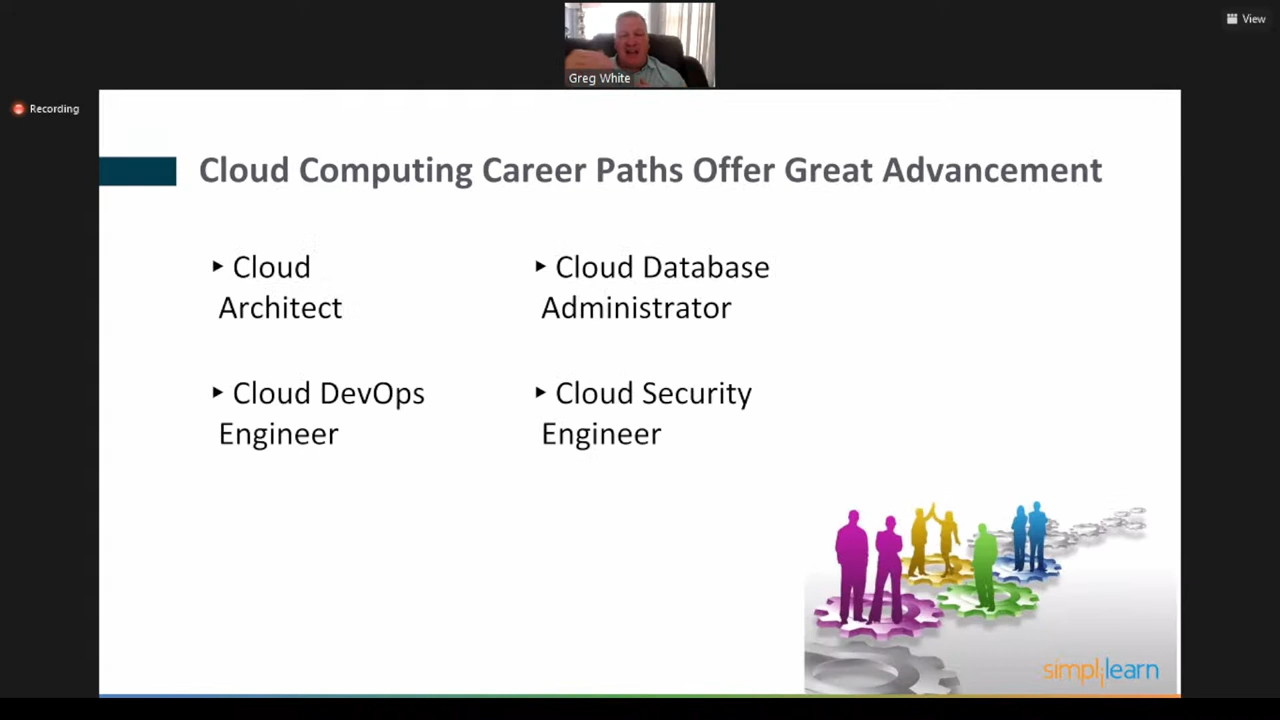 View
Greg White
Recording
Cloud Computing Career Paths Offer Great Advancement
▸ Cloud
Architect
▸ Cloud Database
Administrator
▸ Cloud DevOps
Engineer
▸ Cloud Security
Engineer
simplilearn